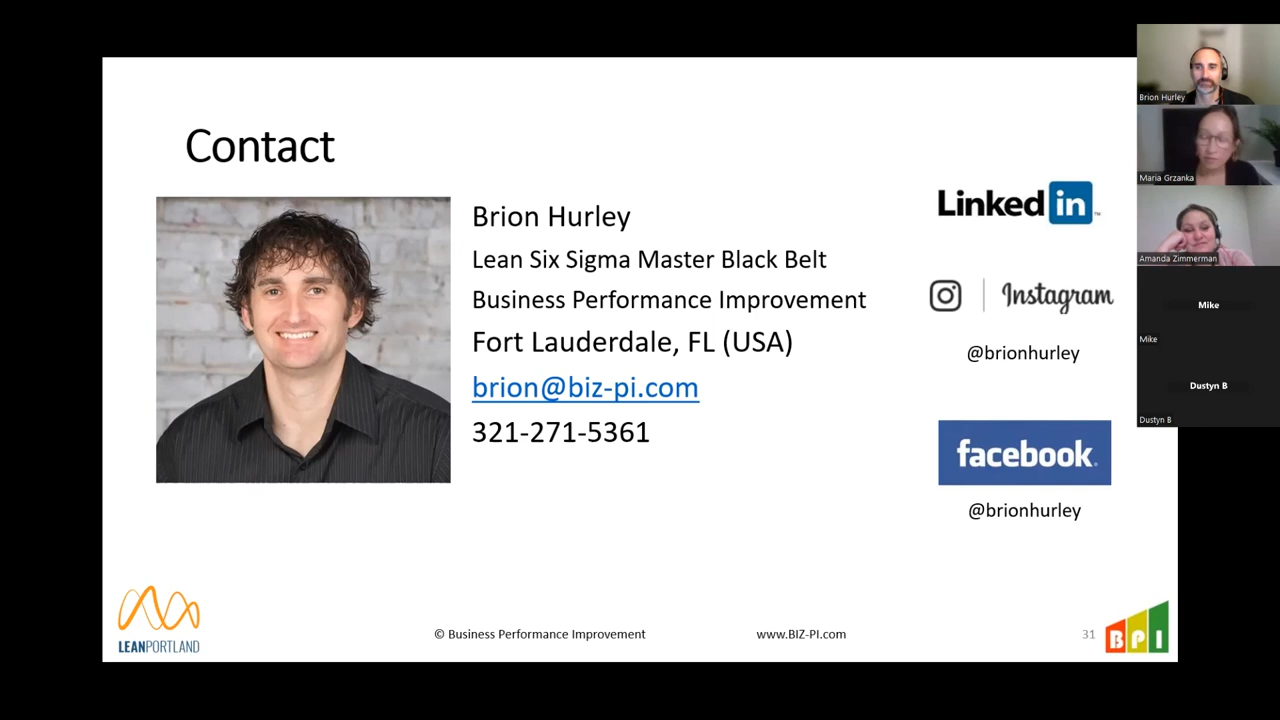 Contact
Brion Hurley
Lean Six Sigma Master Black Belt
Business Performance Improvement
Fort Lauderdale, FL (USA)
brion@biz-pi.com
321-271-5361
Linked in™
Instagram
@brionhurley
facebook®
@brionhurley
LEANPORTLAND
© Business Performance Improvement
www.BIZ-PI.com
31
BPI
Brion Hurley
Maria Grzanka
Amanda Zimmerman
Mike
Mike
Dustyn B
Dustyn B